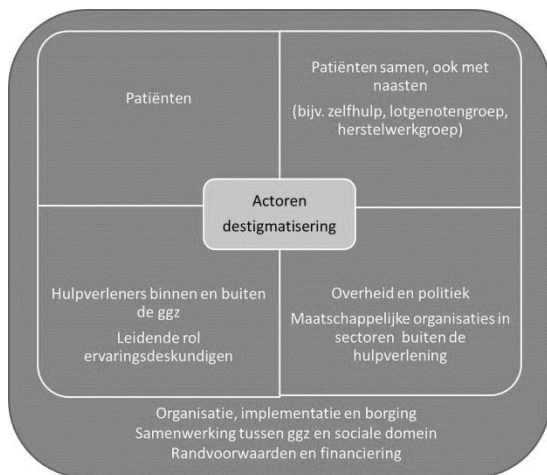 Patiënten
Patiënten samen, ook met
naasten
(bijv. zelfhulp, lotgenotengroep,
herstelwerkgroep)
Actoren
destigmatisering
Hulpverleners binnen en buiten
de ggz
Leidende rol
ervaringsdeskundigen
Overheid en politiek
Maatschappelijke organisaties in
sectoren buiten de
hulpverlening
Organisatie, implementatie en borging
Samenwerking tussen ggz en sociale domein
Randvoorwaarden en financiering